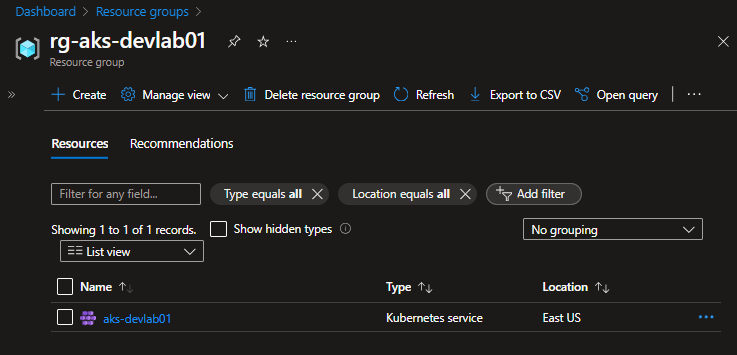 Dashboard > Resource groups >
rg-aks-devlab01
Resource group
Create Manage view Delete resource group Refresh Export to CSV Open query
Resources Recommendations
Filter for any field... Type equals all Location equals all Add filter
Showing 1 to 1 of 1 records. Show hidden types No grouping
List view
Name Type Location
aks-devlab01 Kubernetes service East US